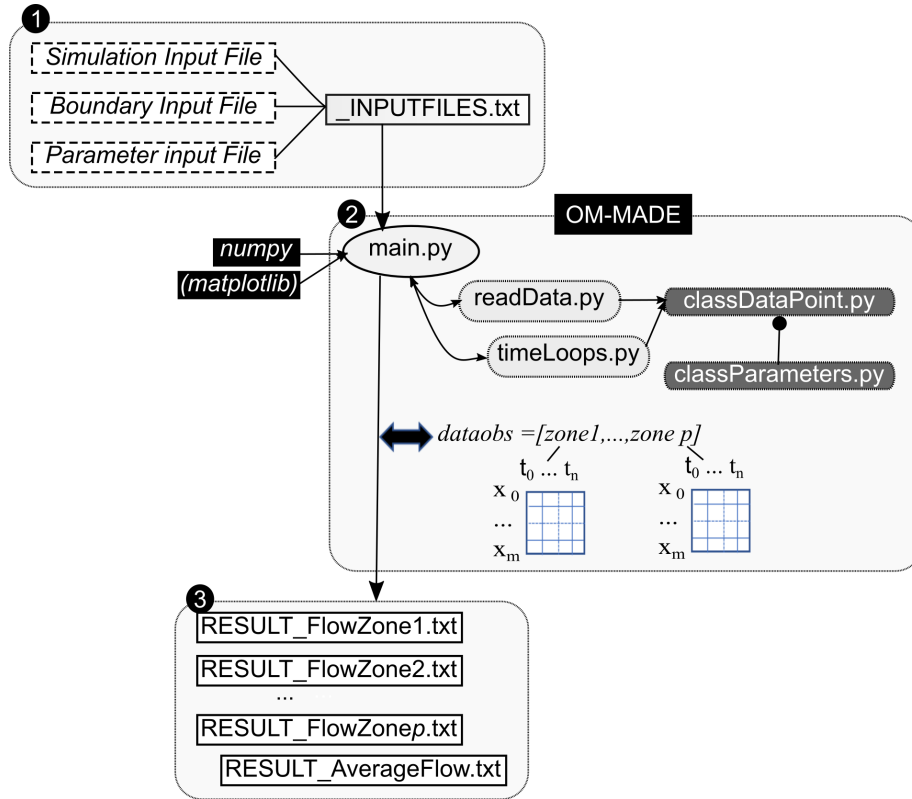 1
Simulation Input File
Boundary Input File
_INPUTFILES.txt
Parameter input File
2
OM-MADE
numpy
main.py
(matplotlib)
readData.py
classDataPoint.py
timeLoops.py
classParameters.py
dataobs =[zone1,...,zone p]
t0 ... tn
t0 ... tn
x 0
...
xm
x 0
...
xm
3
RESULT_FlowZone1.txt
RESULT_FlowZone2.txt
...
RESULT_FlowZonep.txt
RESULT_AverageFlow.txt